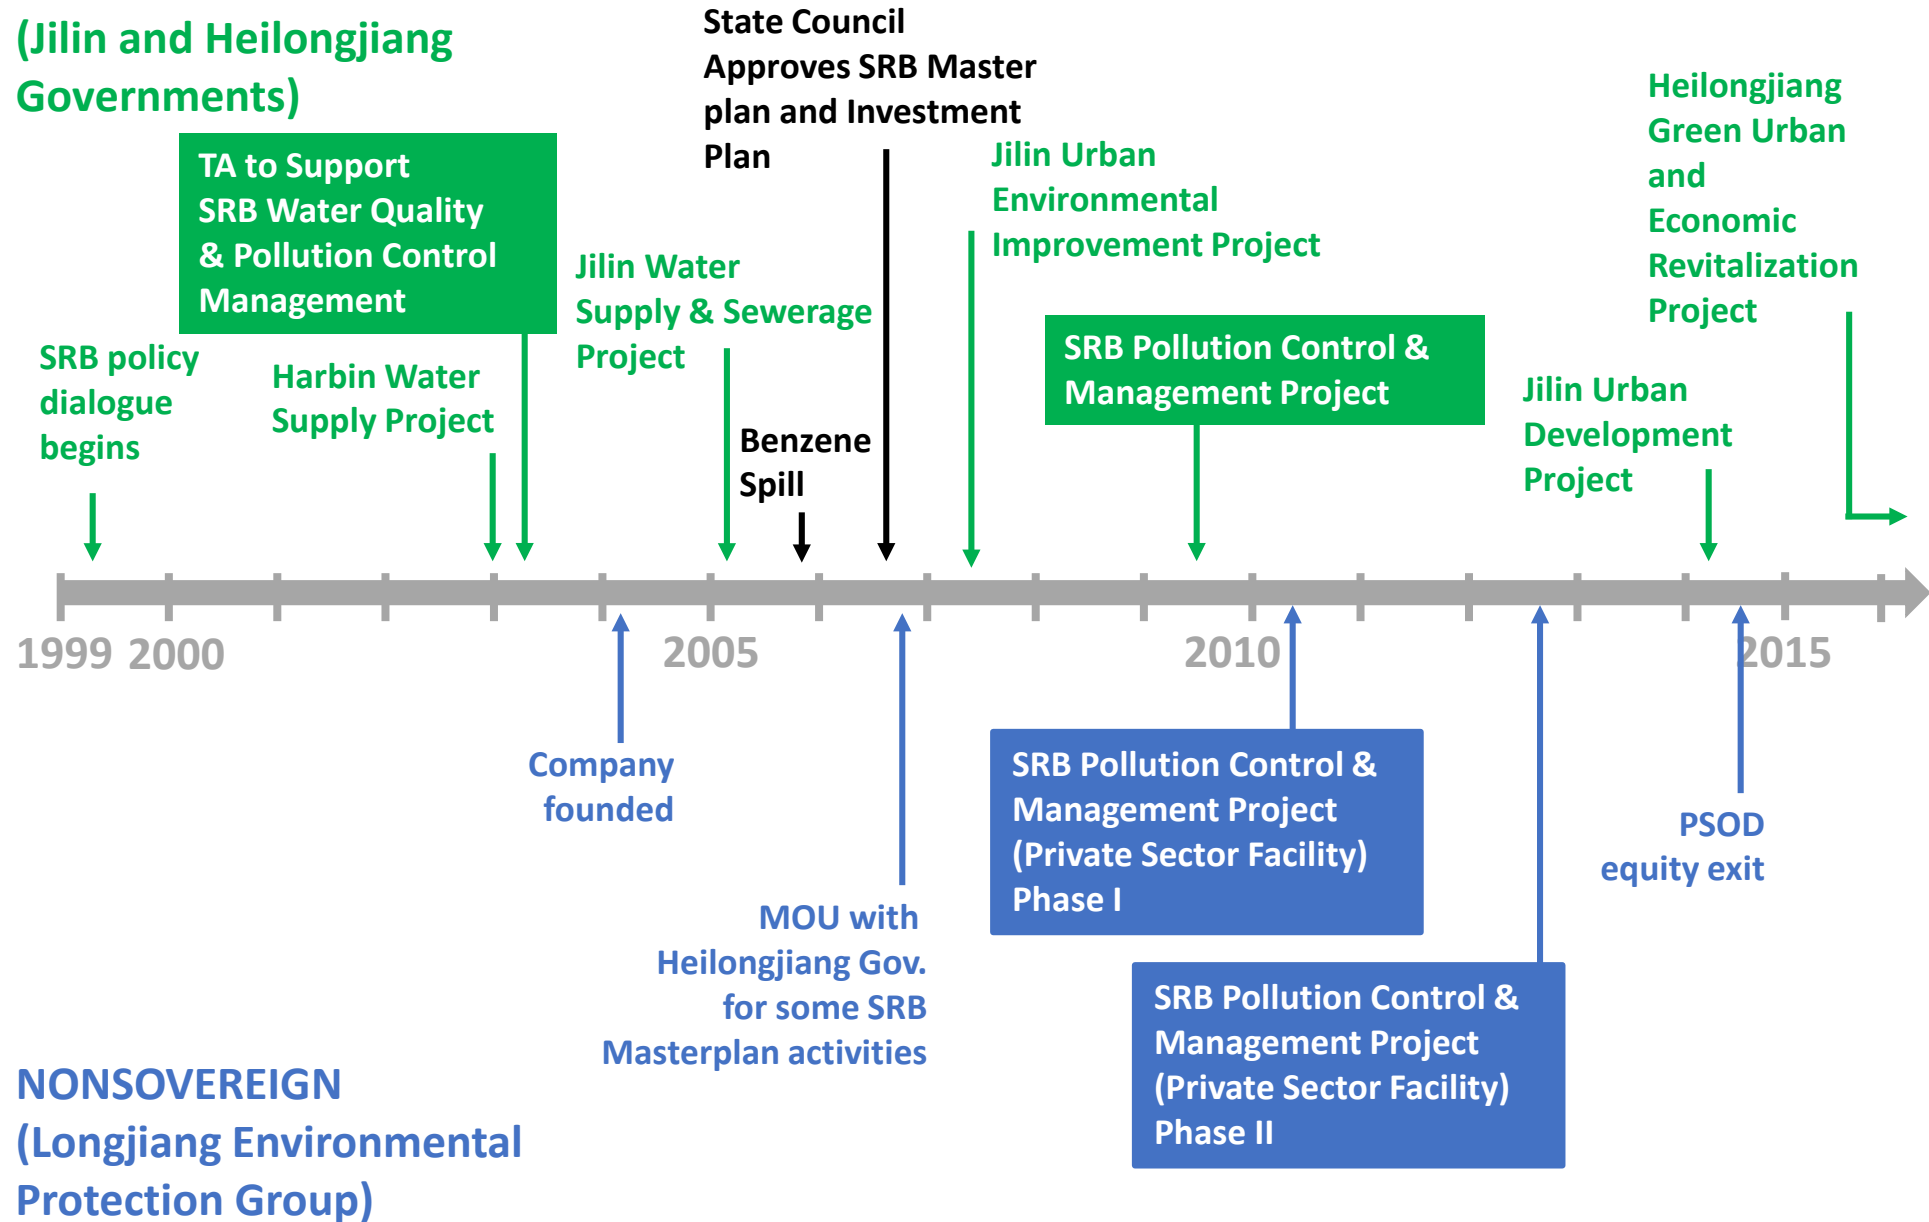 (Jilin and Heilongjiang
Governments)
State Council
Approves SRB Master
plan and Investment
Plan
Heilongjiang
Green Urban
and
Economic
Revitalization
Project
TA to Support
SRB Water Quality
& Pollution Control
Management
Jilin Urban
Environmental
Improvement Project
Jilin Water
Supply & Sewerage
Project
SRB policy
dialogue
begins
Harbin Water
Supply Project
SRB Pollution Control &
Management Project
Jilin Urban
Development
Project
Benzene
Spill
1999 2000 2005 2010 2015
Company
founded
SRB Pollution Control &
Management Project
(Private Sector Facility)
Phase I
PSOD
equity exit
MOU with
Heilongjiang Gov.
for some SRB
Masterplan activities
SRB Pollution Control &
Management Project
(Private Sector Facility)
Phase II
NONSOVEREIGN
(Longjiang Environmental
Protection Group)